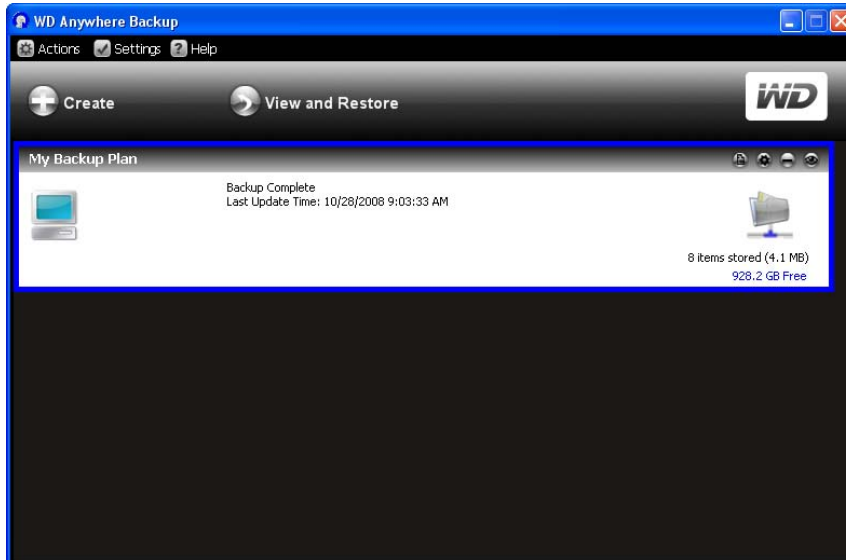 WD Anywhere Backup
Actions Settings ? Help
Create View and Restore
WD
My Backup Plan
Backup Complete
Last Update Time: 10/28/2008 9:03:33 AM
8 items stored (4.1 MB)
928.2 GB Free